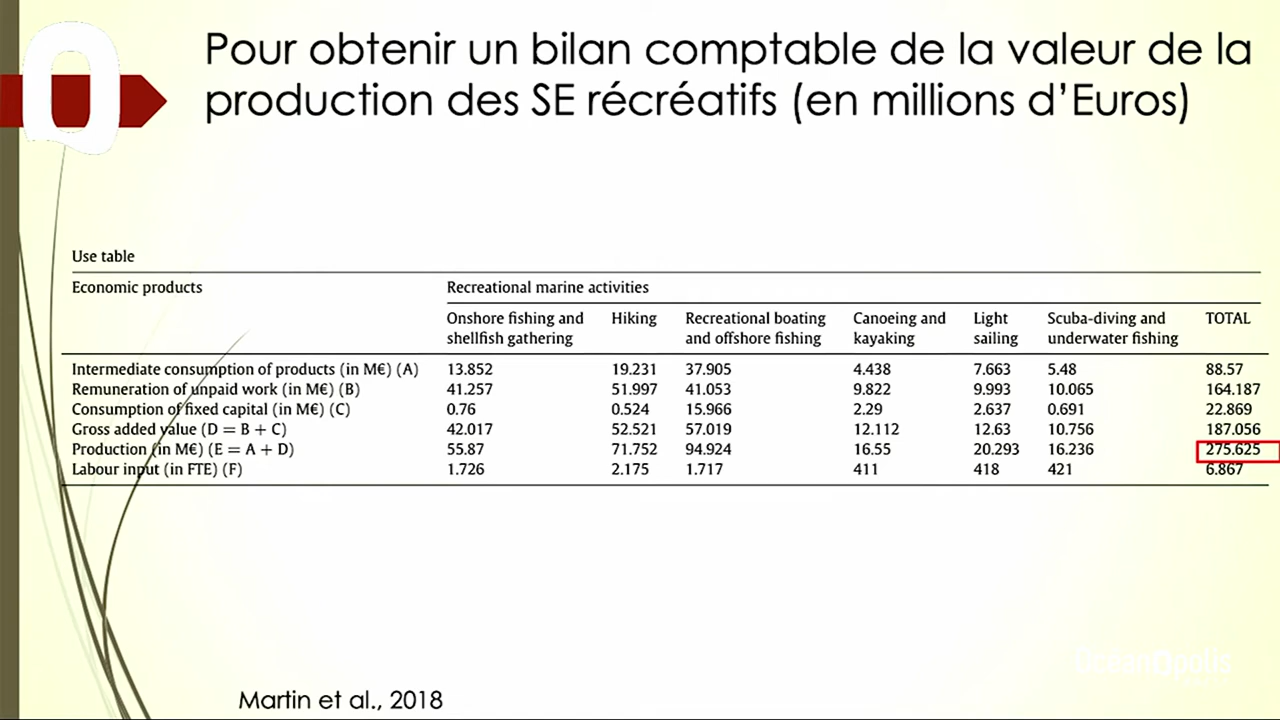 Pour obtenir un bilan comptable de la valeur de la
production des SE récréatifs (en millions d'Euros)
Use table
Economic products Recreational marine activities
Onshore fishing and Hiking Recreational boating Canoeing and Light Scuba-diving and TOTAL
shellfish gathering and offshore fishing kayaking sailing underwater fishing
Intermediate consumption of products (in M€) (A) 13.852 19.231 37.905 4.438 7.663 5.48 88.57
Remuneration of unpaid work (in M€) (B) 41.257 51.997 41.053 9.822 9.993 10.065 164.187
Consumption of fixed capital (in M€) (C) 0.76 0.524 15.966 2.29 2.637 0.691 22.869
Gross added value (D = B + C) 42.017 52.521 57.019 12.112 12.63 10.756 187.056
Production (in M€) (E = A + D) 55.87 71.752 94.924 16.55 20.293 16.236 275.625
Labour input (in FTE) (F) 1.726 2.175 1.717 411 418 421 6.867
OcéanOpolis
Martin et al., 2018